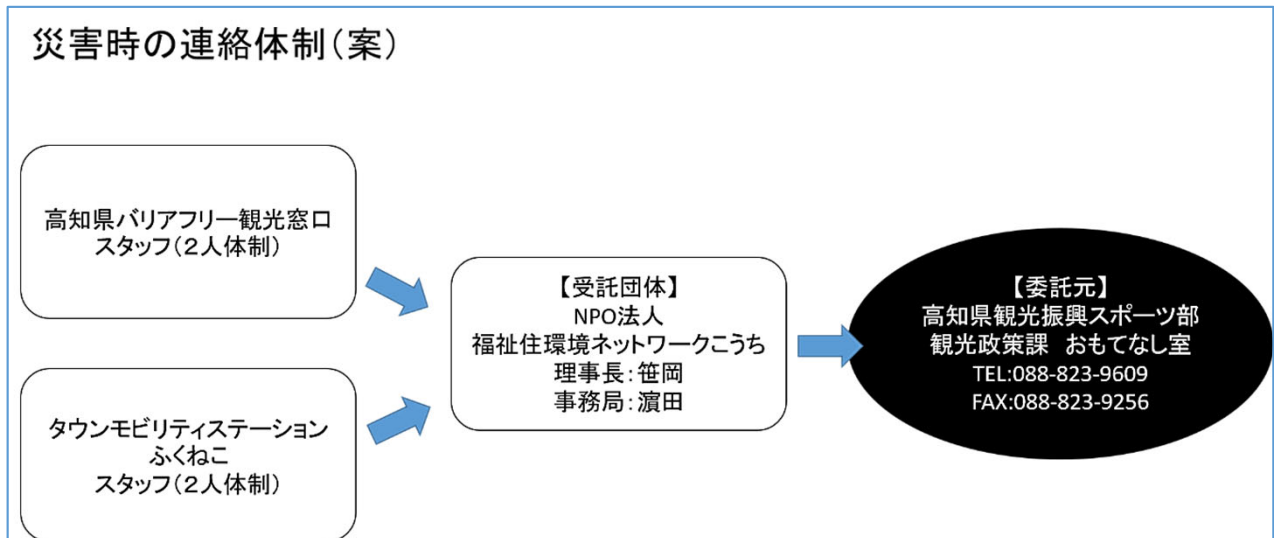 災害時の連絡体制(案)
高知県バリアフリー観光窓口
スタッフ(2人体制)
タウンモビリティステーション
ふくねこ
スタッフ(2人体制)
【受託団体】
NPO法人
福祉住環境ネットワークこうち
理事長:笹岡
事務局:濵田
【委託元】
高知県観光振興スポーツ部
観光政策課　おもてなし室
TEL:088-823-9609
FAX:088-823-9256